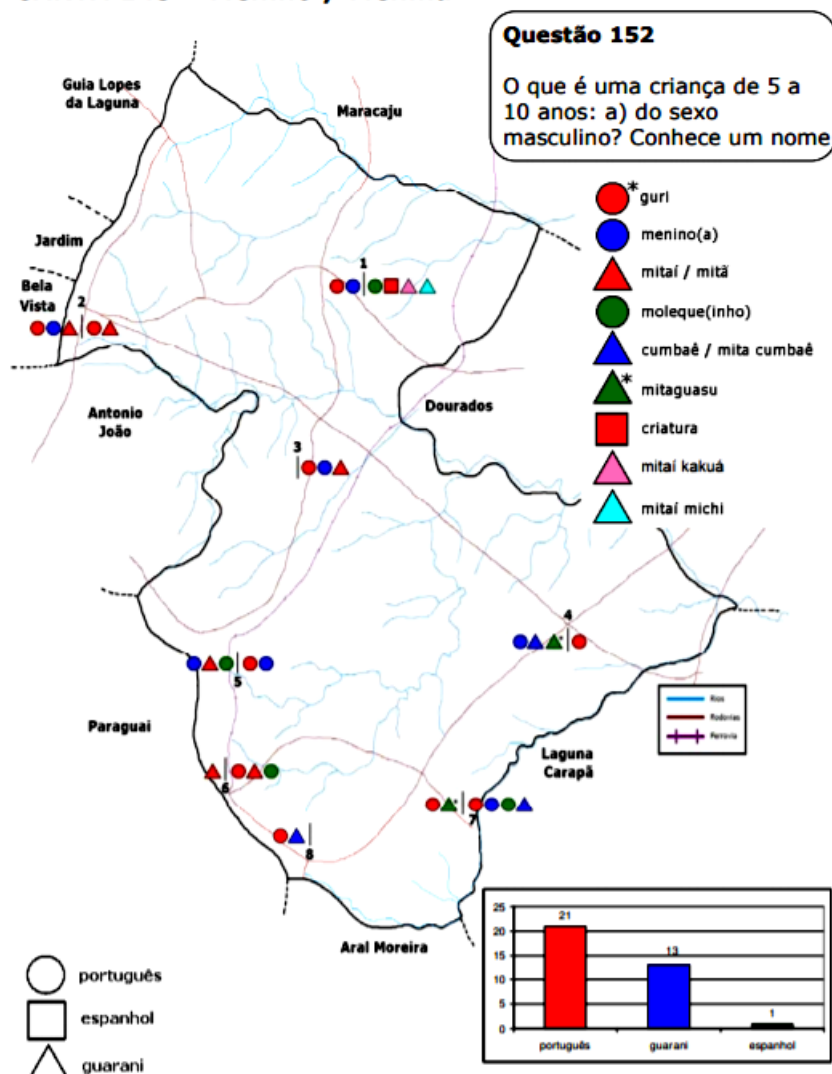 Questão 152
O que é uma criança de 5 a
10 anos: a) do sexo
masculino? Conhece um nome
Guia Lopes
da Laguna
Maracaju
Jardim
Bela
Vista
Antonio
João
Dourados
Paraguai
Laguna
Carapã
Aral Moreira
1
2
3
4
5
6
7
8
* guri
menino(a)
mitaí / mitã
moleque(inho)
cumbaê / mita cumbaê
* mitaguasu
criatura
mitaí kakuá
mitaí michi
Rios
Rodovias
Ferrovia
português
espanhol
guarani
25
20
15
10
5
0
21
13
1
português
guarani
espanhol